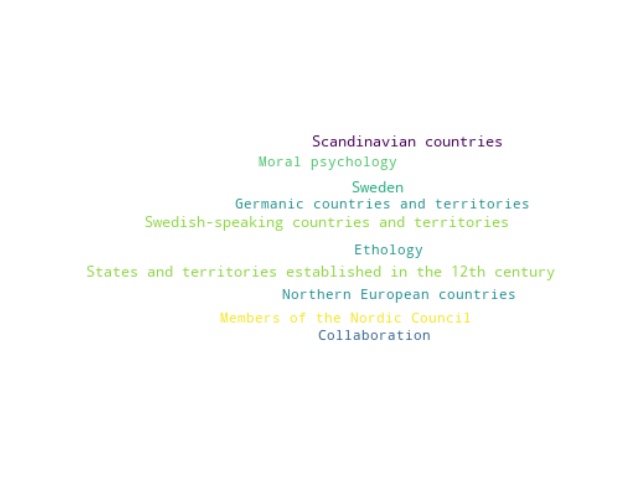 Scandinavian countries
Moral psychology
Sweden
Germanic countries and territories
Swedish-speaking countries and territories
Ethology
States and territories established in the 12th century
Northern European countries
Members of the Nordic Council
Collaboration